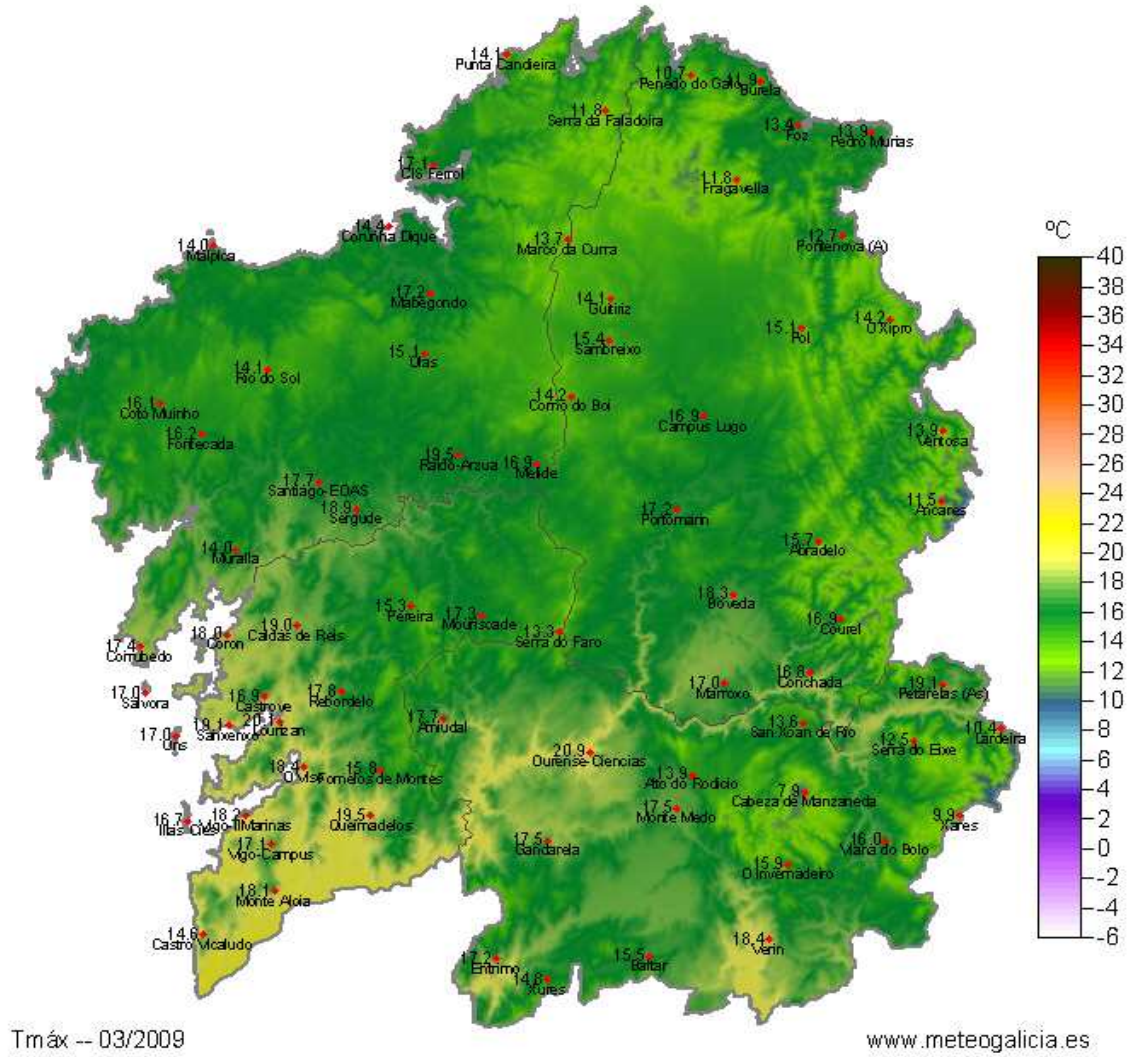 14.1
Punta Candieira
10.7
Penedo do Galo
11.9
Burela
11.8
Serra da Faladoira
13.4
Foz
13.9
Pedro Murias
17.1
CIS Ferrol
11.8
Fragavella
14.4
Corunha Dique
14.0
Malpica
13.7
Marco da Curra
12.7
Pontenova (A)
ºC
40
38
36
34
32
30
28
26
24
22
20
18
16
14
12
10
8
6
4
2
0
-2
-4
-6
17.2
Mabegondo
14.1
Guitiriz
15.4
Sambreixo
15.1
Pol
14.2
O Xipro
15.1
Olas
14.1
Rio do Sol
16.1
Coto Muinho
16.2
Fontecada
14.2
Corno do Boi
16.9
Campus Lugo
13.9
Ventosa
19.5
Raido-Arzua
16.9
Melide
17.7
Santiago-EOAS
18.9
Sergude
17.2
Portomarin
11.5
Ancares
14.0
Muralla
15.7
Abradelo
18.3
Boveda
15.3
Pereira
17.3
Mouriscade
13.3
Serra do Faro
16.9
Courel
19.0
Caldas de Reis
18.0
Coron
17.4
Corrubedo
17.0
Salvora
16.9
Castrove
17.8
Rebordelo
17.0
Marroxo
16.8
Conchada
19.1
Petarelas (As)
19.1
Sanxenxo
20.1
Lourizan
17.0
Ons
17.7
Amiudal
13.6
San Xoan de Rio
12.5
Serra do Eixe
10.4
Lardeira
20.9
Ourense-Ciencias
18.4
O Viso
15.8
Fornelos de Montes
13.9
Alto do Rodicio
7.9
Cabeza de Manzaneda
16.7
Illas Cies
18.2
Vigo-IIMarinas
19.5
Queimadelos
17.5
Monte Medo
9.9
Xares
17.1
Vigo-Campus
17.5
Gandarela
16.0
Viana do Bolo
15.9
O Invernadeiro
18.1
Monte Aloia
14.6
Castro Vicaludo
17.2
Entrimo
14.8
Xures
15.5
Baltar
18.4
Verin
Tmáx -- 03/2009
www.meteogalicia.es